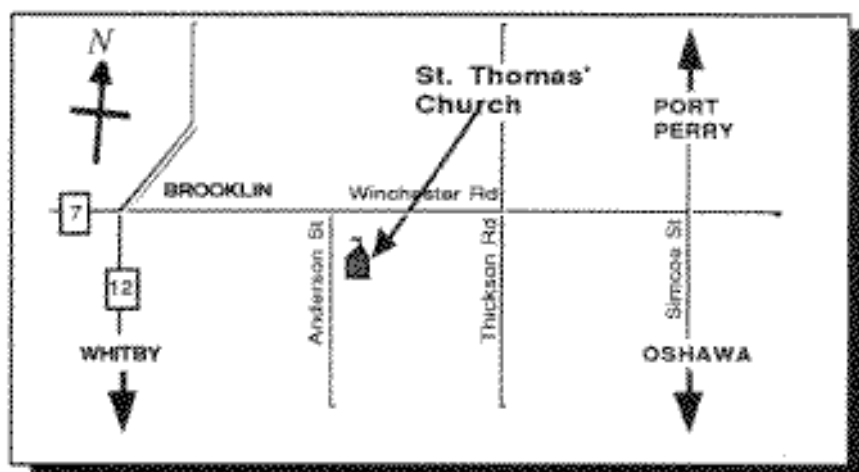 N
St. Thomas'
Church
PORT
PERRY
BROOKLIN
Winchester Rd
7
12
Anderson St
Thickson Rd
Simcoe St
WHITBY
OSHAWA